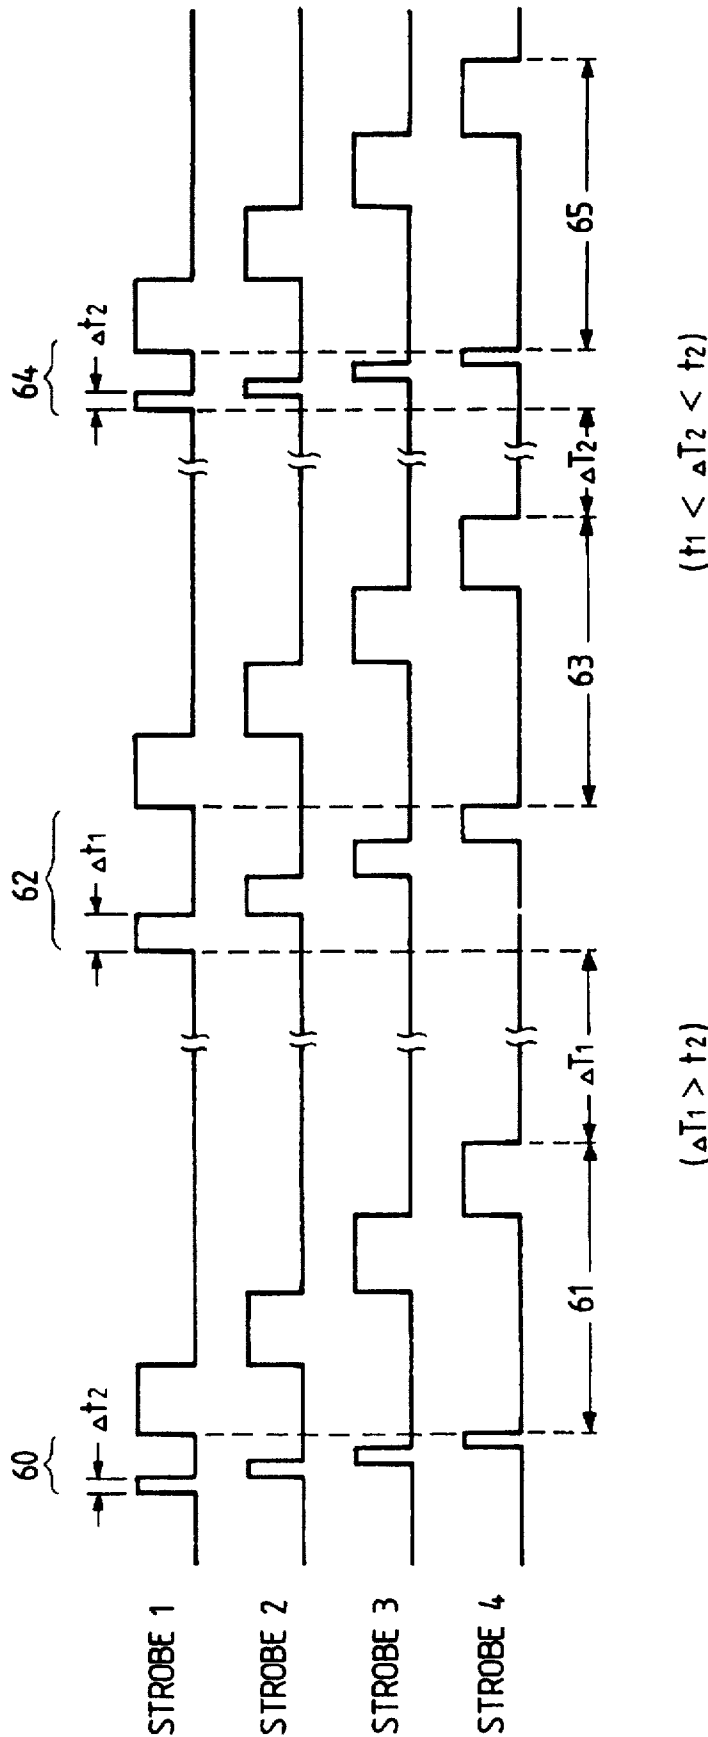 60
62
64
Δt2
Δt1
Δt2
STROBE 1
STROBE 2
STROBE 3
STROBE 4
61
ΔT1
63
ΔT2
65
(ΔT1 > t2)
(t1 < ΔT2 < t2)